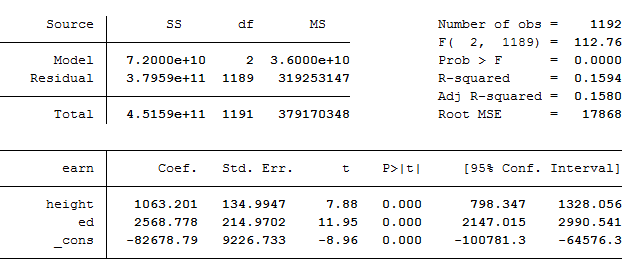 Source SS df MS Number of obs = 1192
F( 2, 1189) = 112.76
Model 7.2000e+10 2 3.6000e+10 Prob > F = 0.0000
Residual 3.7959e+11 1189 319253147 R-squared = 0.1594
Adj R-squared = 0.1580
Total 4.5159e+11 1191 379170348 Root MSE = 17868
earn Coef. Std. Err. t P>|t| [95% Conf. Interval]
height 1063.201 134.9947 7.88 0.000 798.347 1328.056
ed 2568.778 214.9702 11.95 0.000 2147.015 2990.541
_cons -82678.79 9226.733 -8.96 0.000 -100781.3 -64576.3